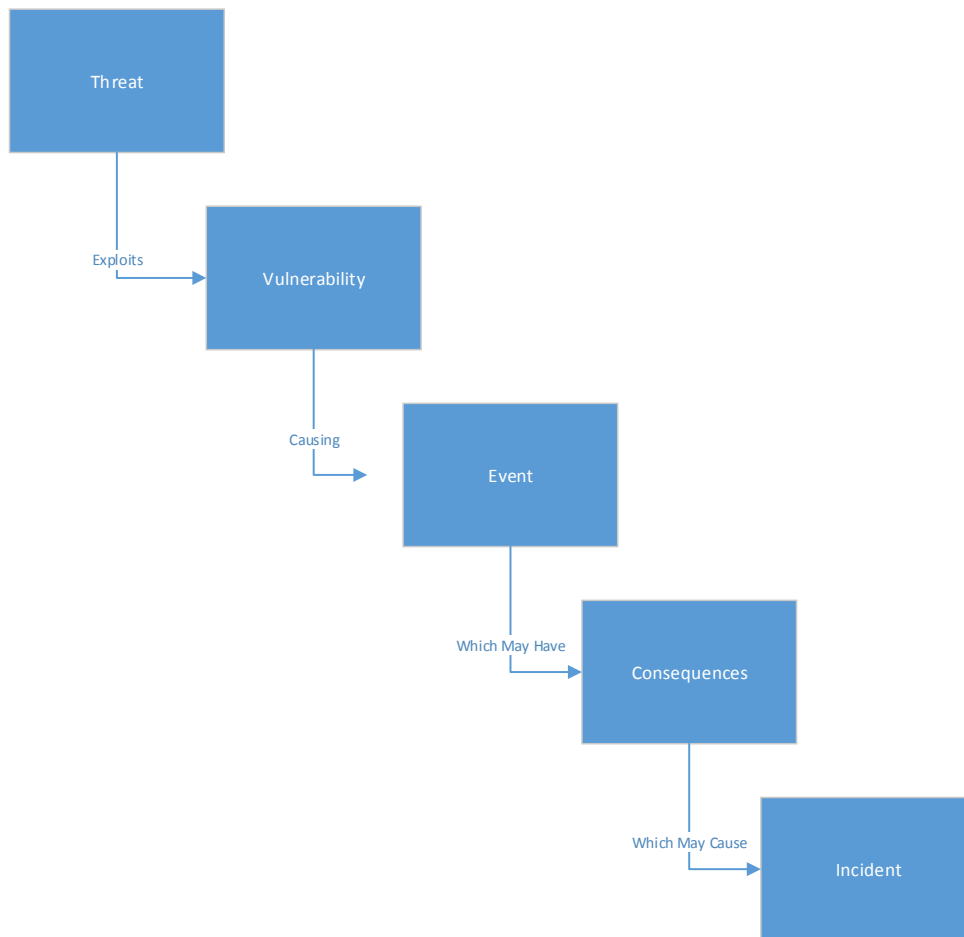 Threat
Exploits
Vulnerability
Causing
Event
Which May Have
Consequences
Which May Cause
Incident